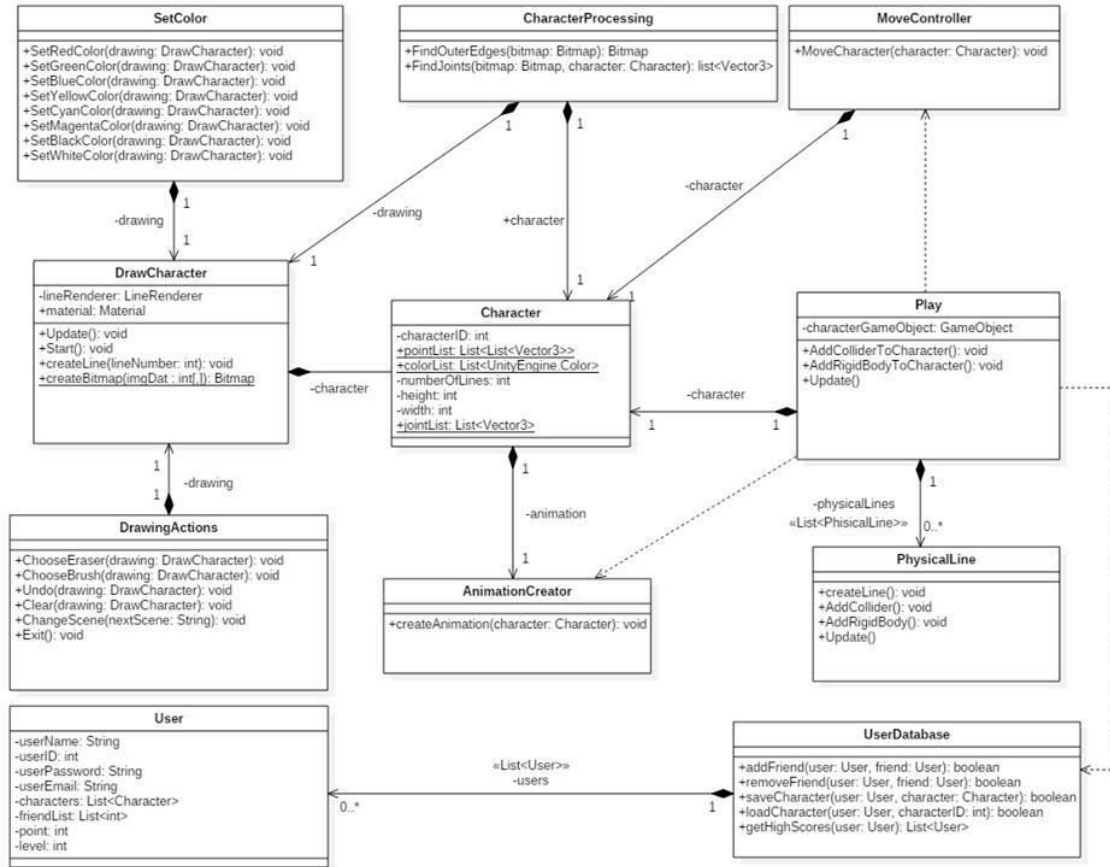 SetColor
+SetRedColor(drawing: DrawCharacter): void
+SetGreenColor(drawing: DrawCharacter): void
+SetBlueColor(drawing: DrawCharacter): void
+SetYellowColor(drawing: DrawCharacter): void
+SetCyanColor(drawing: DrawCharacter): void
+SetMagentaColor(drawing: DrawCharacter): void
+SetBlackColor(drawing: DrawCharacter): void
+SetWhiteColor(drawing: DrawCharacter): void
CharacterProcessing
+FindOuterEdges(bitmap: Bitmap): Bitmap
+FindJoints(bitmap: Bitmap, character: Character): list<Vector3>
MoveController
+MoveCharacter(character: Character): void
1
-drawing
1
1
-drawing
1
1
+character
1
1
-character
1
DrawCharacter
-lineRenderer: LineRenderer
+material: Material
+Update(): void
+Start(): void
+createLine(lineNumber: int): void
+createBitmap(imgDat : int[,]): Bitmap
-character
Character
-characterID: int
+pointList: List<List<Vector3>>
+colorList: List<UnityEngine.Color>
-numberOfLines: int
-height: int
-width: int
+jointList: List<Vector3>
-character
1
1
Play
-characterGameObject: GameObject
+AddColliderToCharacter(): void
+AddRigidBodyToCharacter(): void
+Update()
1
-drawing
1
1
-animation
1
1
-physicalLines
«List<PhisicalLine>»
0..*
DrawingActions
+ChooseEraser(drawing: DrawCharacter): void
+ChooseBrush(drawing: DrawCharacter): void
+Undo(drawing: DrawCharacter): void
+Clear(drawing: DrawCharacter): void
+ChangeScene(nextScene: String): void
+Exit(): void
AnimationCreator
+createAnimation(character: Character): void
PhysicalLine
+createLine(): void
+AddCollider(): void
+AddRigidBody(): void
+Update()
User
-userName: String
-userID: int
-userPassword: String
-userEmail: String
-characters: List<Character>
-friendList: List<int>
-point: int
-level: int
«List<User>»
-users
0..*
1
UserDatabase
+addFriend(user: User, friend: User): boolean
+removeFriend(user: User, friend: User): boolean
+saveCharacter(user: User, character: Character): boolean
+loadCharacter(user: User, characterID: int): boolean
+getHighScores(user: User): List<User>